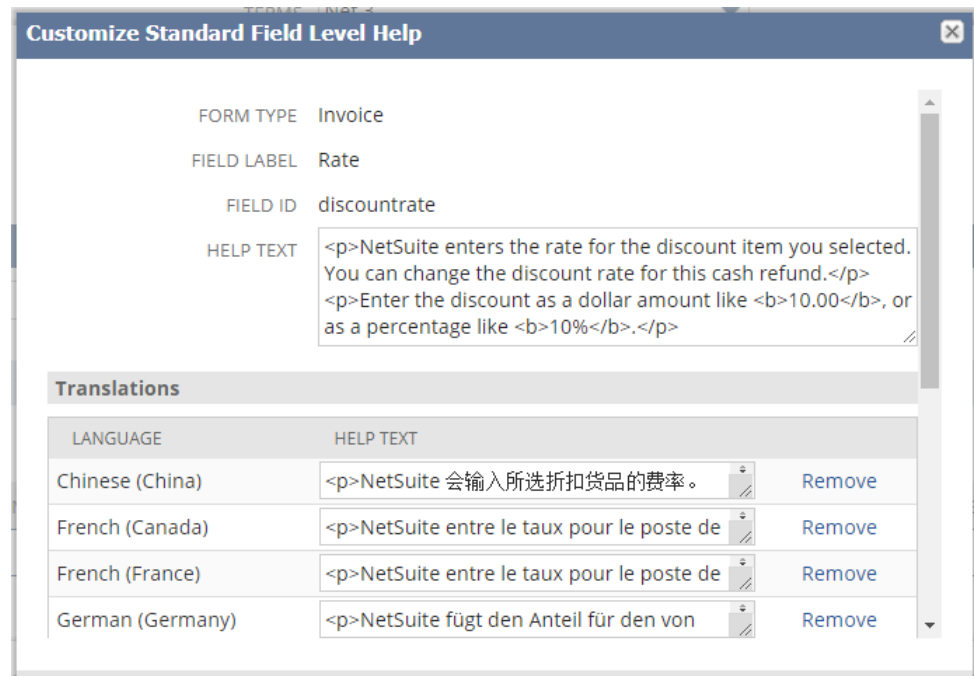 TERMS Net 3
Customize Standard Field Level Help
FORM TYPE Invoice
FIELD LABEL Rate
FIELD ID discountrate
HELP TEXT <p>NetSuite enters the rate for the discount item you selected.
You can change the discount rate for this cash refund.</p>
<p>Enter the discount as a dollar amount like <b>10.00</b>, or
as a percentage like <b>10%</b>.</p>
Translations
LANGUAGE HELP TEXT
Chinese (China) <p>NetSuite 会输入所选折扣货品的费率。 Remove
French (Canada) <p>NetSuite entre le taux pour le poste de Remove
French (France) <p>NetSuite entre le taux pour le poste de Remove
German (Germany) <p>NetSuite fügt den Anteil für den von Remove